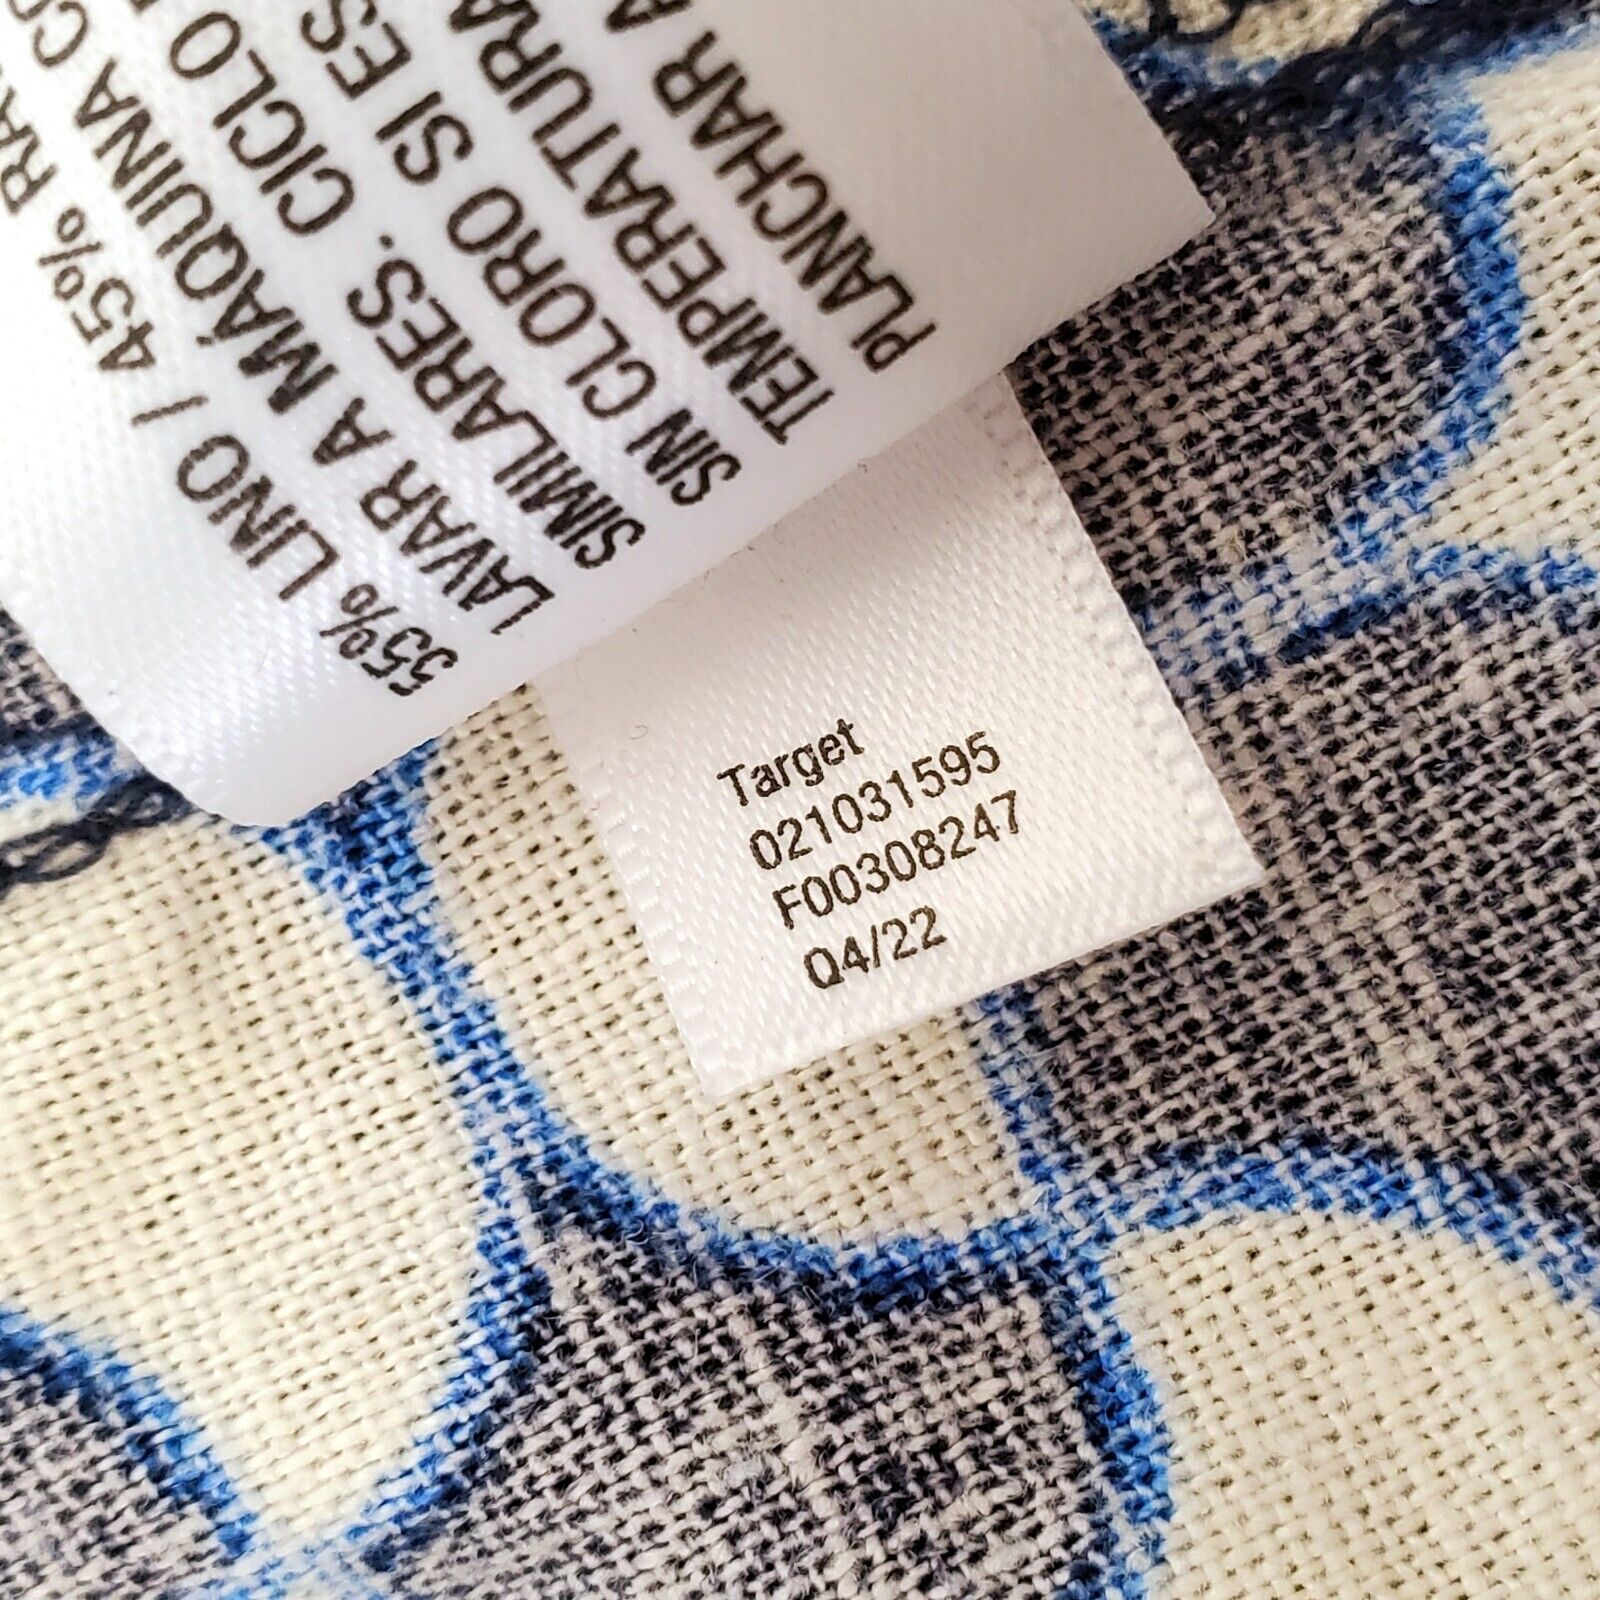 55% LINO / 45%
LAVAR A MÁQUINA
SIMILARES. CICLO
SIN CLORO SI ES
TEMPERATURA
PLANCHAR A
Target
021031595
F00308247
Q4/22